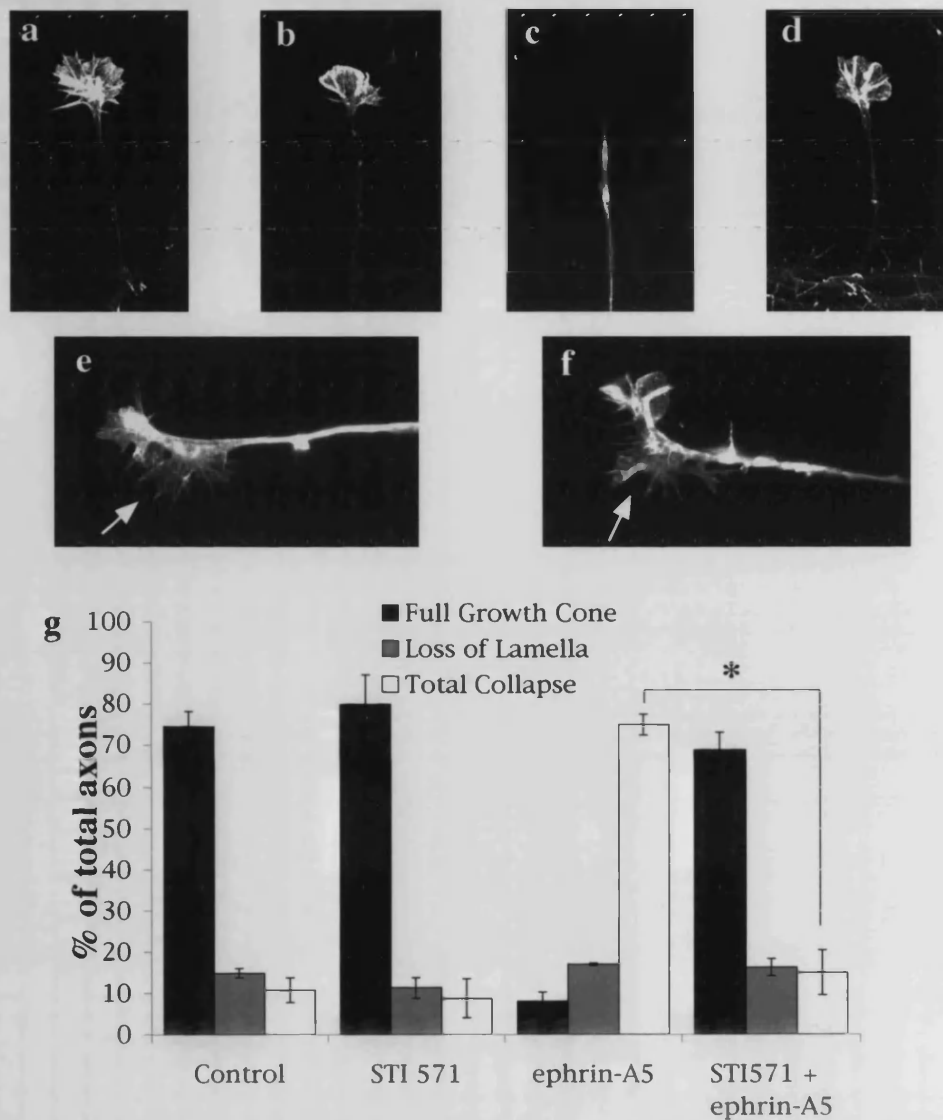 a
b
c
d
e
f
g
Full Growth Cone
Loss of Lamella
Total Collapse
*
% of total axons
100
90
80
70
60
50
40
30
20
10
0
Control
STI 571
ephrin-A5
STI571 +
ephrin-A5